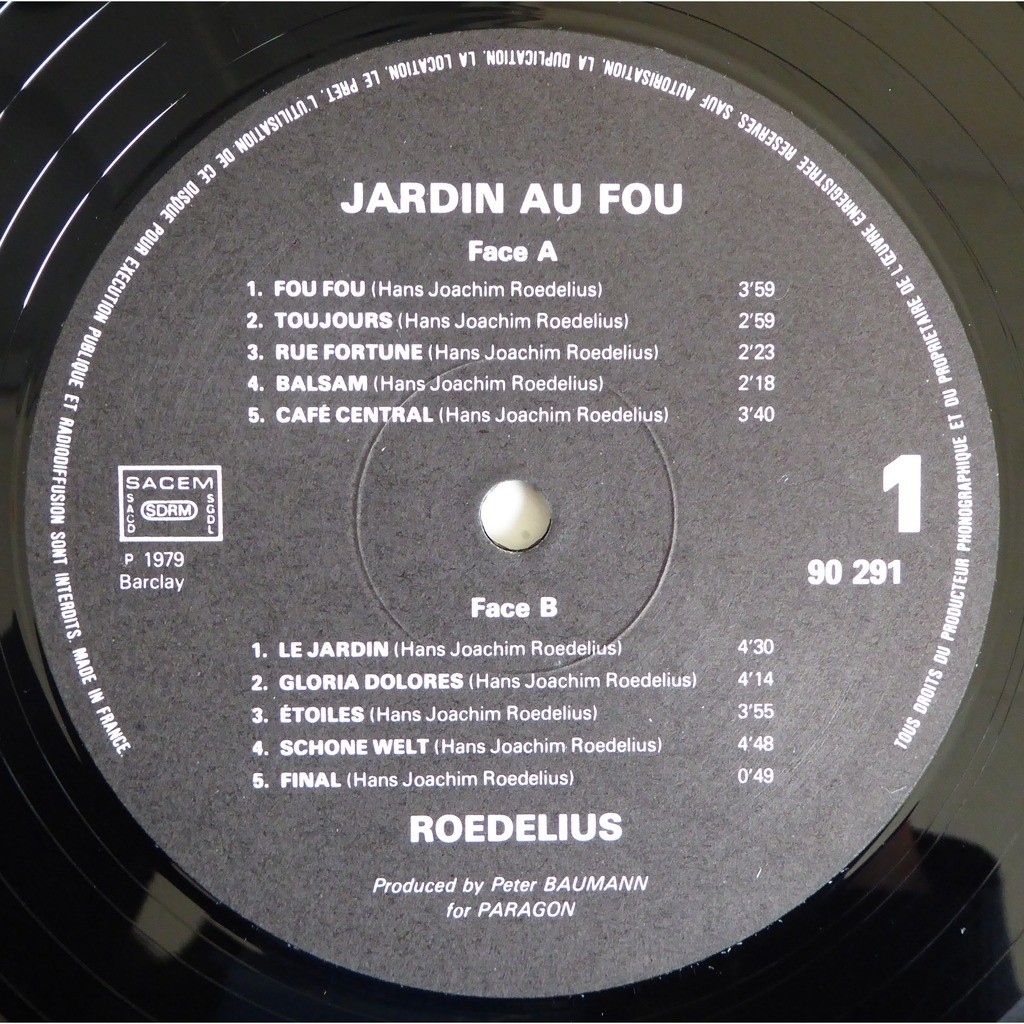 TOUS DROITS DU PRODUCTEUR PHONOGRAPHIQUE ET DU PROPRIETAIRE DE L'ŒUVRE ENREGISTREE RESERVES. SAUF AUTORISATION, LA DUPLICATION, LA LOCATION, LE PRET, L'UTILISATION, DE CE DISQUE POUR EXECUTION PUBLIQUE ET RADIODIFFUSION SONT INTERDITS. MADE IN FRANCE.
JARDIN AU FOU
Face A
1. FOU FOU (Hans Joachim Roedelius) 3'59
2. TOUJOURS (Hans Joachim Roedelius) 2'59
3. RUE FORTUNE (Hans Joachim Roedelius) 2'23
4. BALSAM (Hans Joachim Roedelius) 2'18
5. CAFÉ CENTRAL (Hans Joachim Roedelius) 3'40
SACEM
SACD
SDRM
SGDL
P 1979
Barclay
1
90 291
Face B
1. LE JARDIN (Hans Joachim Roedelius) 4'30
2. GLORIA DOLORES (Hans Joachim Roedelius) 4'14
3. ÉTOILES (Hans Joachim Roedelius) 3'55
4. SCHONE WELT (Hans Joachim Roedelius) 4'48
5. FINAL (Hans Joachim Roedelius) 0'49
ROEDELIUS
Produced by Peter BAUMANN
for PARAGON